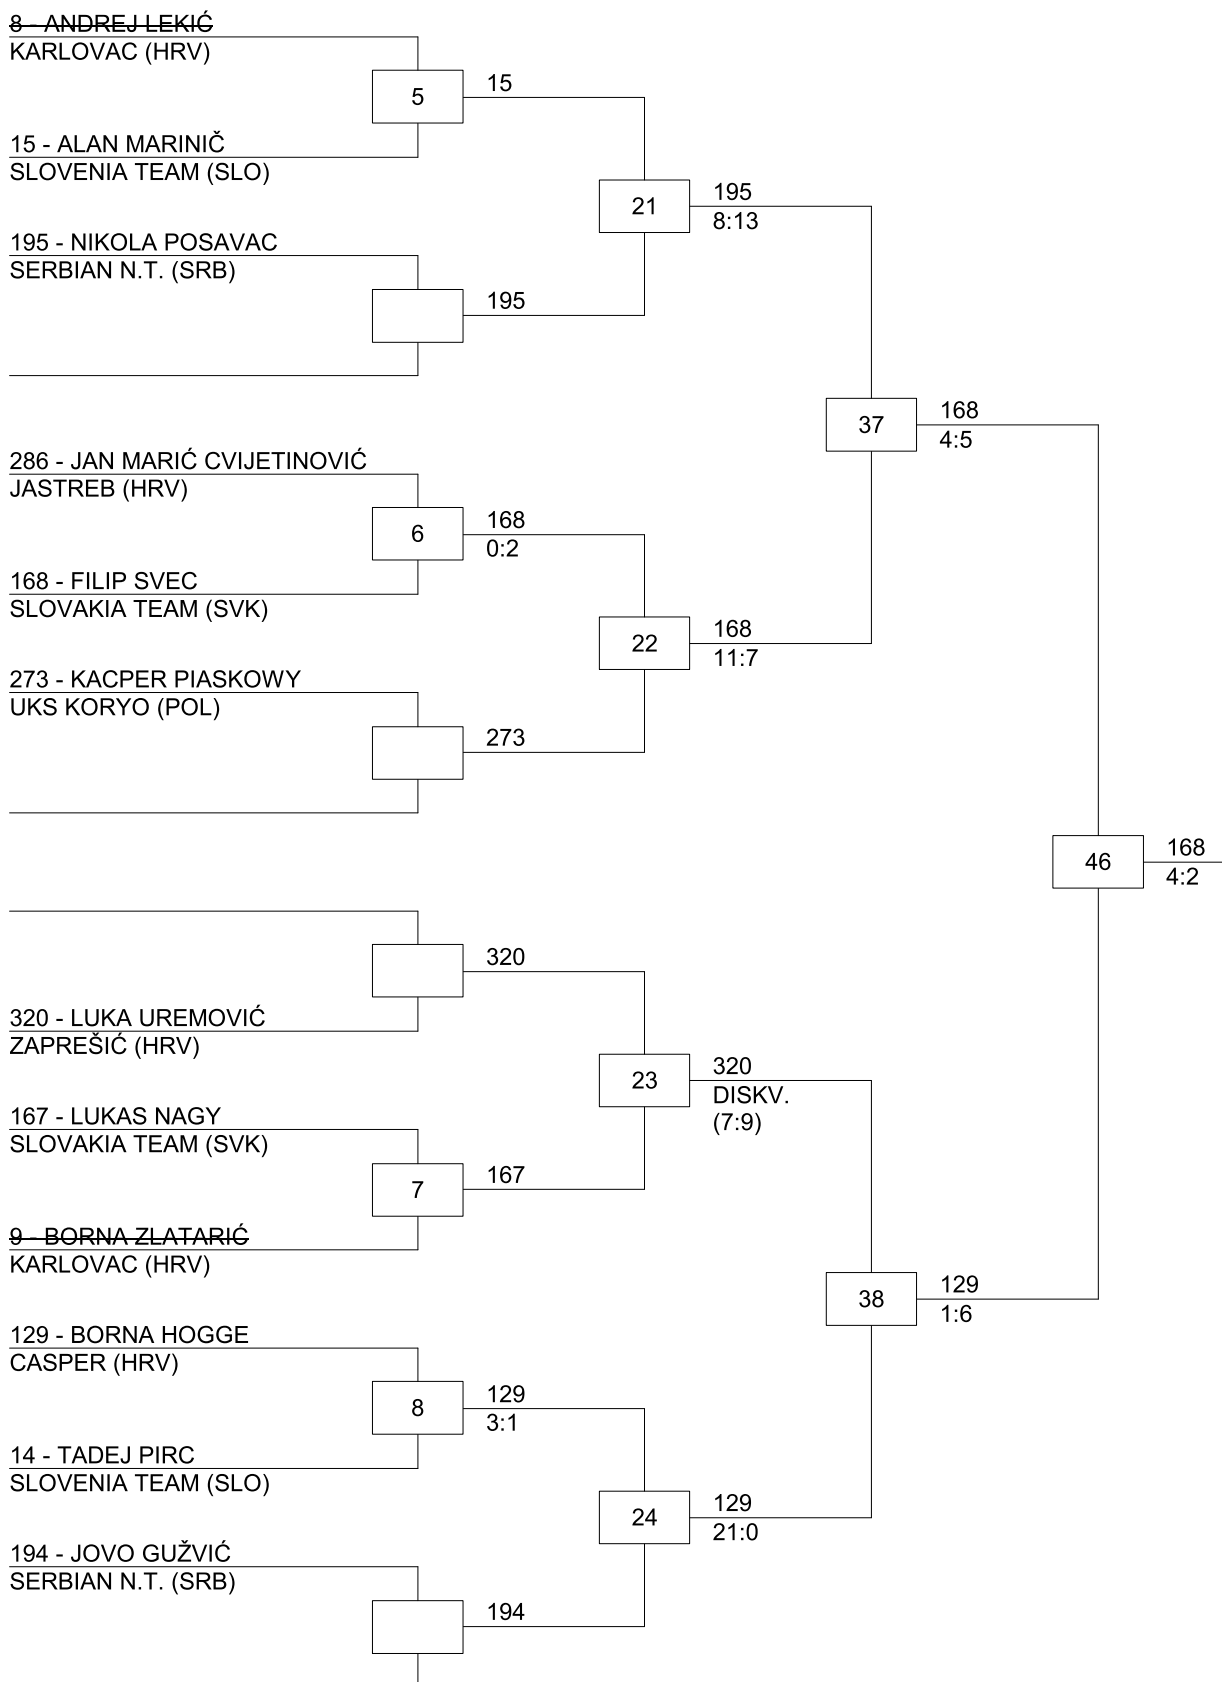 8 - ANDREJ LEKIĆ
KARLOVAC (HRV)
5
15
15 - ALAN MARINIČ
SLOVENIA TEAM (SLO)
21
195
8:13
195 - NIKOLA POSAVAC
SERBIAN N.T. (SRB)
195
37
168
4:5
286 - JAN MARIĆ CVIJETINOVIĆ
JASTREB (HRV)
6
168
0:2
168 - FILIP SVEC
SLOVAKIA TEAM (SVK)
22
168
11:7
273 - KACPER PIASKOWY
UKS KORYO (POL)
273
46
168
4:2
320
320 - LUKA UREMOVIĆ
ZAPREŠIĆ (HRV)
23
320
DISKV.
(7:9)
167 - LUKAS NAGY
SLOVAKIA TEAM (SVK)
7
167
9 - BORNA ZLATARIĆ
KARLOVAC (HRV)
38
129
1:6
129 - BORNA HOGGE
CASPER (HRV)
8
129
3:1
14 - TADEJ PIRC
SLOVENIA TEAM (SLO)
24
129
21:0
194 - JOVO GUŽVIĆ
SERBIAN N.T. (SRB)
194